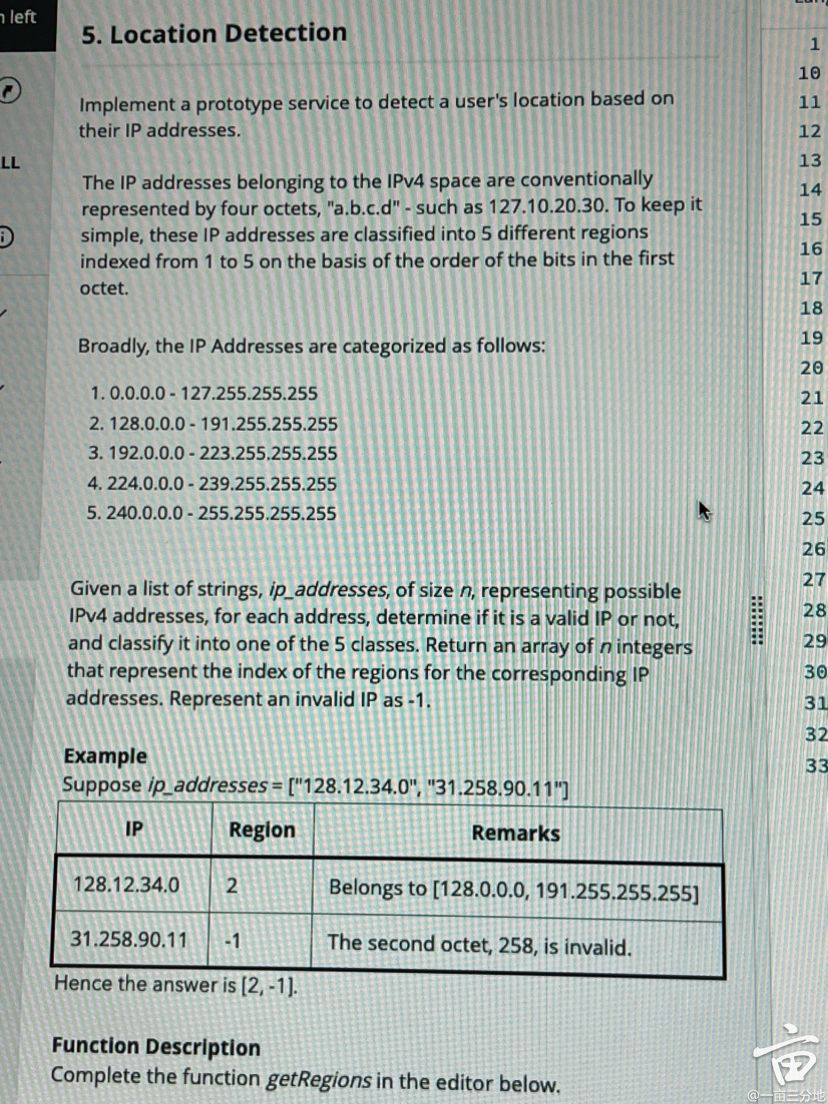 n left
LL
5. Location Detection
Implement a prototype service to detect a user's location based on
their IP addresses.
The IP addresses belonging to the IPv4 space are conventionally
represented by four octets, "a.b.c.d" - such as 127.10.20.30. To keep it
simple, these IP addresses are classified into 5 different regions
indexed from 1 to 5 on the basis of the order of the bits in the first
octet.
Broadly, the IP Addresses are categorized as follows:
1. 0.0.0.0 - 127.255.255.255
2. 128.0.0.0 - 191.255.255.255
3. 192.0.0.0 - 223.255.255.255
4. 224.0.0.0 - 239.255.255.255
5. 240.0.0.0 - 255.255.255.255
Given a list of strings, ip_addresses, of size n, representing possible
IPv4 addresses, for each address, determine if it is a valid IP or not,
and classify it into one of the 5 classes. Return an array of n integers
that represent the index of the regions for the corresponding IP
addresses. Represent an invalid IP as -1.
Example
Suppose ip_addresses = ["128.12.34.0", "31.258.90.11"]
IP Region Remarks
128.12.34.0 2 Belongs to [128.0.0.0, 191.255.255.255]
31.258.90.11 -1 The second octet, 258, is invalid.
Hence the answer is [2, -1].
Function Description
Complete the function getRegions in the editor below.
1
10
11
12
13
14
15
16
17
18
19
20
21
22
23
24
25
26
27
28
29
30
31
32
33
亩
@一亩三分地